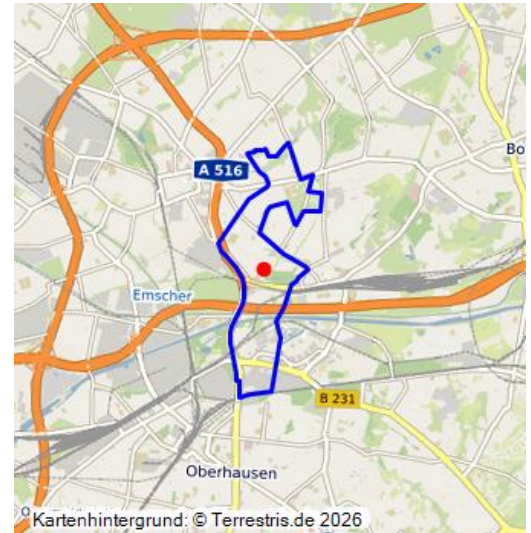 A 516
Bo
Emscher
B 231
Oberhausen
Kartenhintergrund: © Terrestris.de 2026